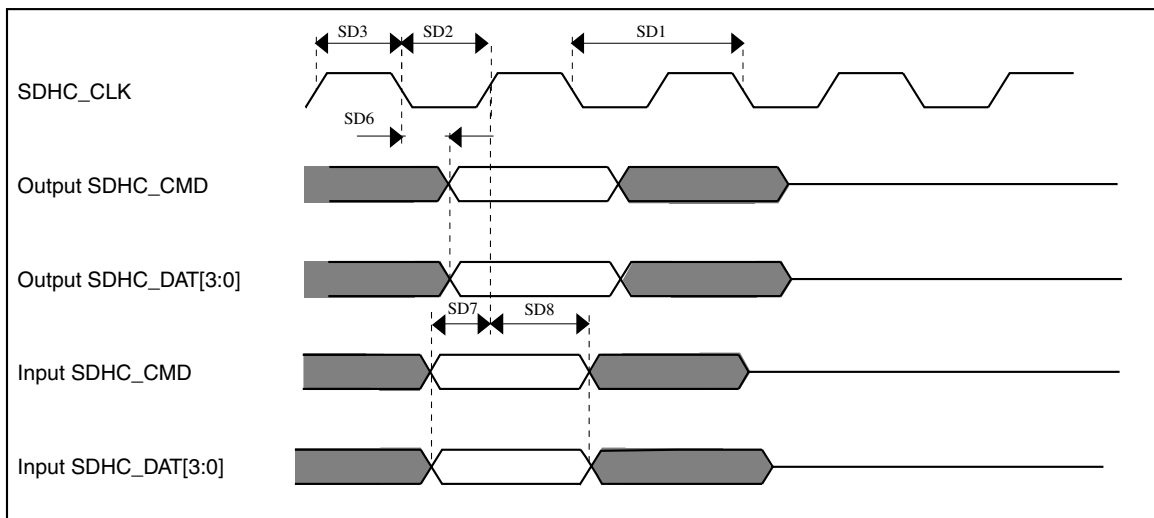 SD3 SD2 SD1
SDHC_CLK
SD6
Output SDHC_CMD
Output SDHC_DAT[3:0]
SD7 SD8
Input SDHC_CMD
Input SDHC_DAT[3:0]